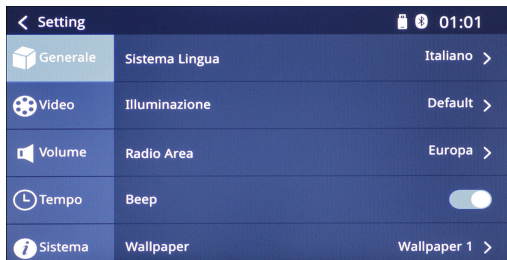 Setting 01:01
Generale Sistema Lingua Italiano
Video Illuminazione Default
Volume Radio Area Europa
Tempo Beep
Sistema Wallpaper Wallpaper 1